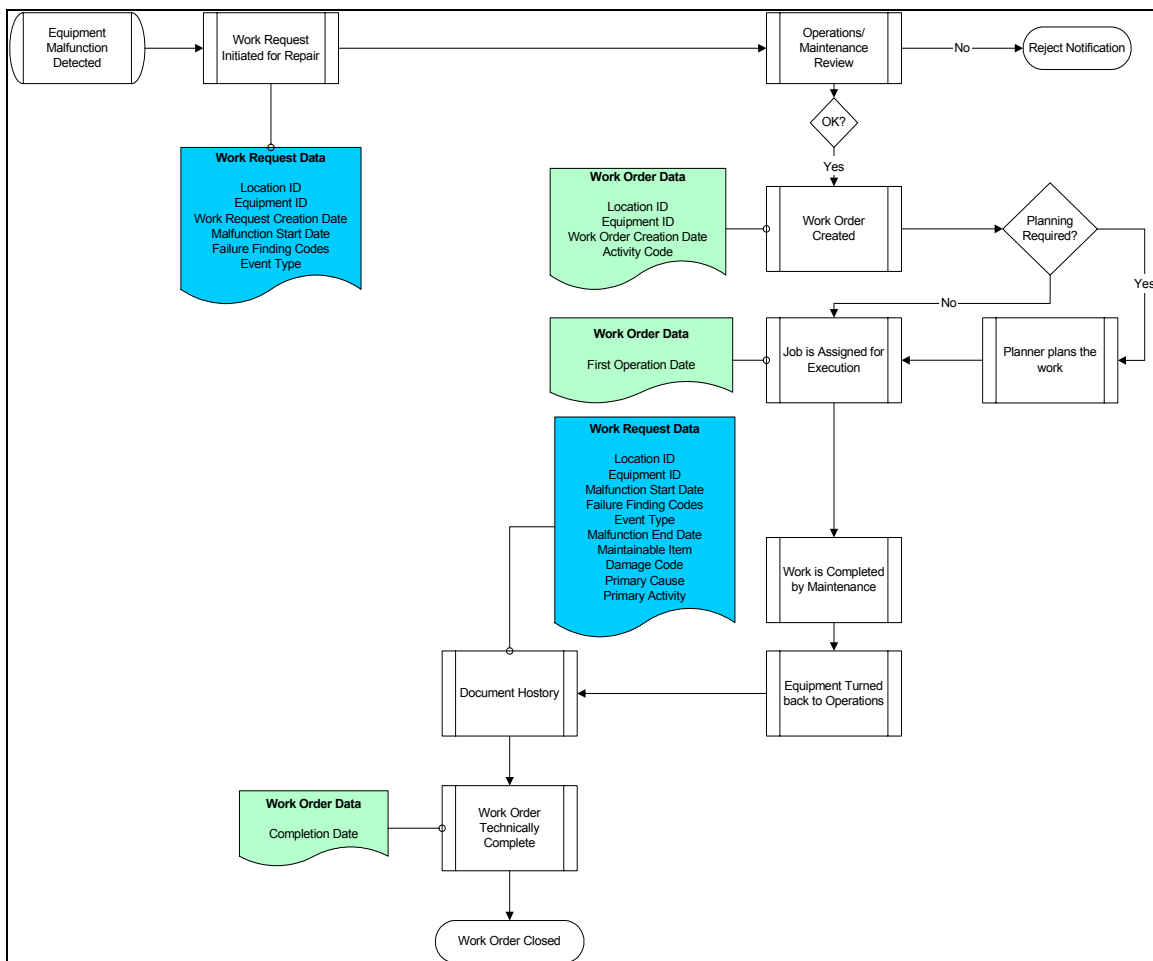 Equipment
Malfunction
Detected
Work Request
Initiated for Repair
Operations/
Maintenance
Review
No
Reject Notification
OK?
Yes
Work Request Data
Location ID
Equipment ID
Work Request Creation Date
Malfunction Start Date
Failure Finding Codes
Event Type
Work Order Data
Location ID
Equipment ID
Work Order Creation Date
Activity Code
Work Order
Created
Planning
Required?
Yes
No
Work Order Data
First Operation Date
Job is Assigned for
Execution
Planner plans the
work
Work Request Data
Location ID
Equipment ID
Malfunction Start Date
Failure Finding Codes
Event Type
Malfunction End Date
Maintainable Item
Damage Code
Primary Cause
Primary Activity
Work is Completed
by Maintenance
Document Hostory
Equipment Turned
back to Operations
Work Order Data
Completion Date
Work Order
Technically
Complete
Work Order Closed